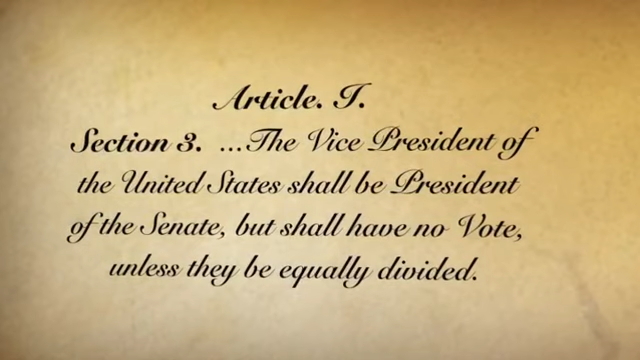 Article. I.
Section 3. ...The Vice President of
the United States shall be President
of the Senate, but shall have no Vote,
unless they be equally divided.